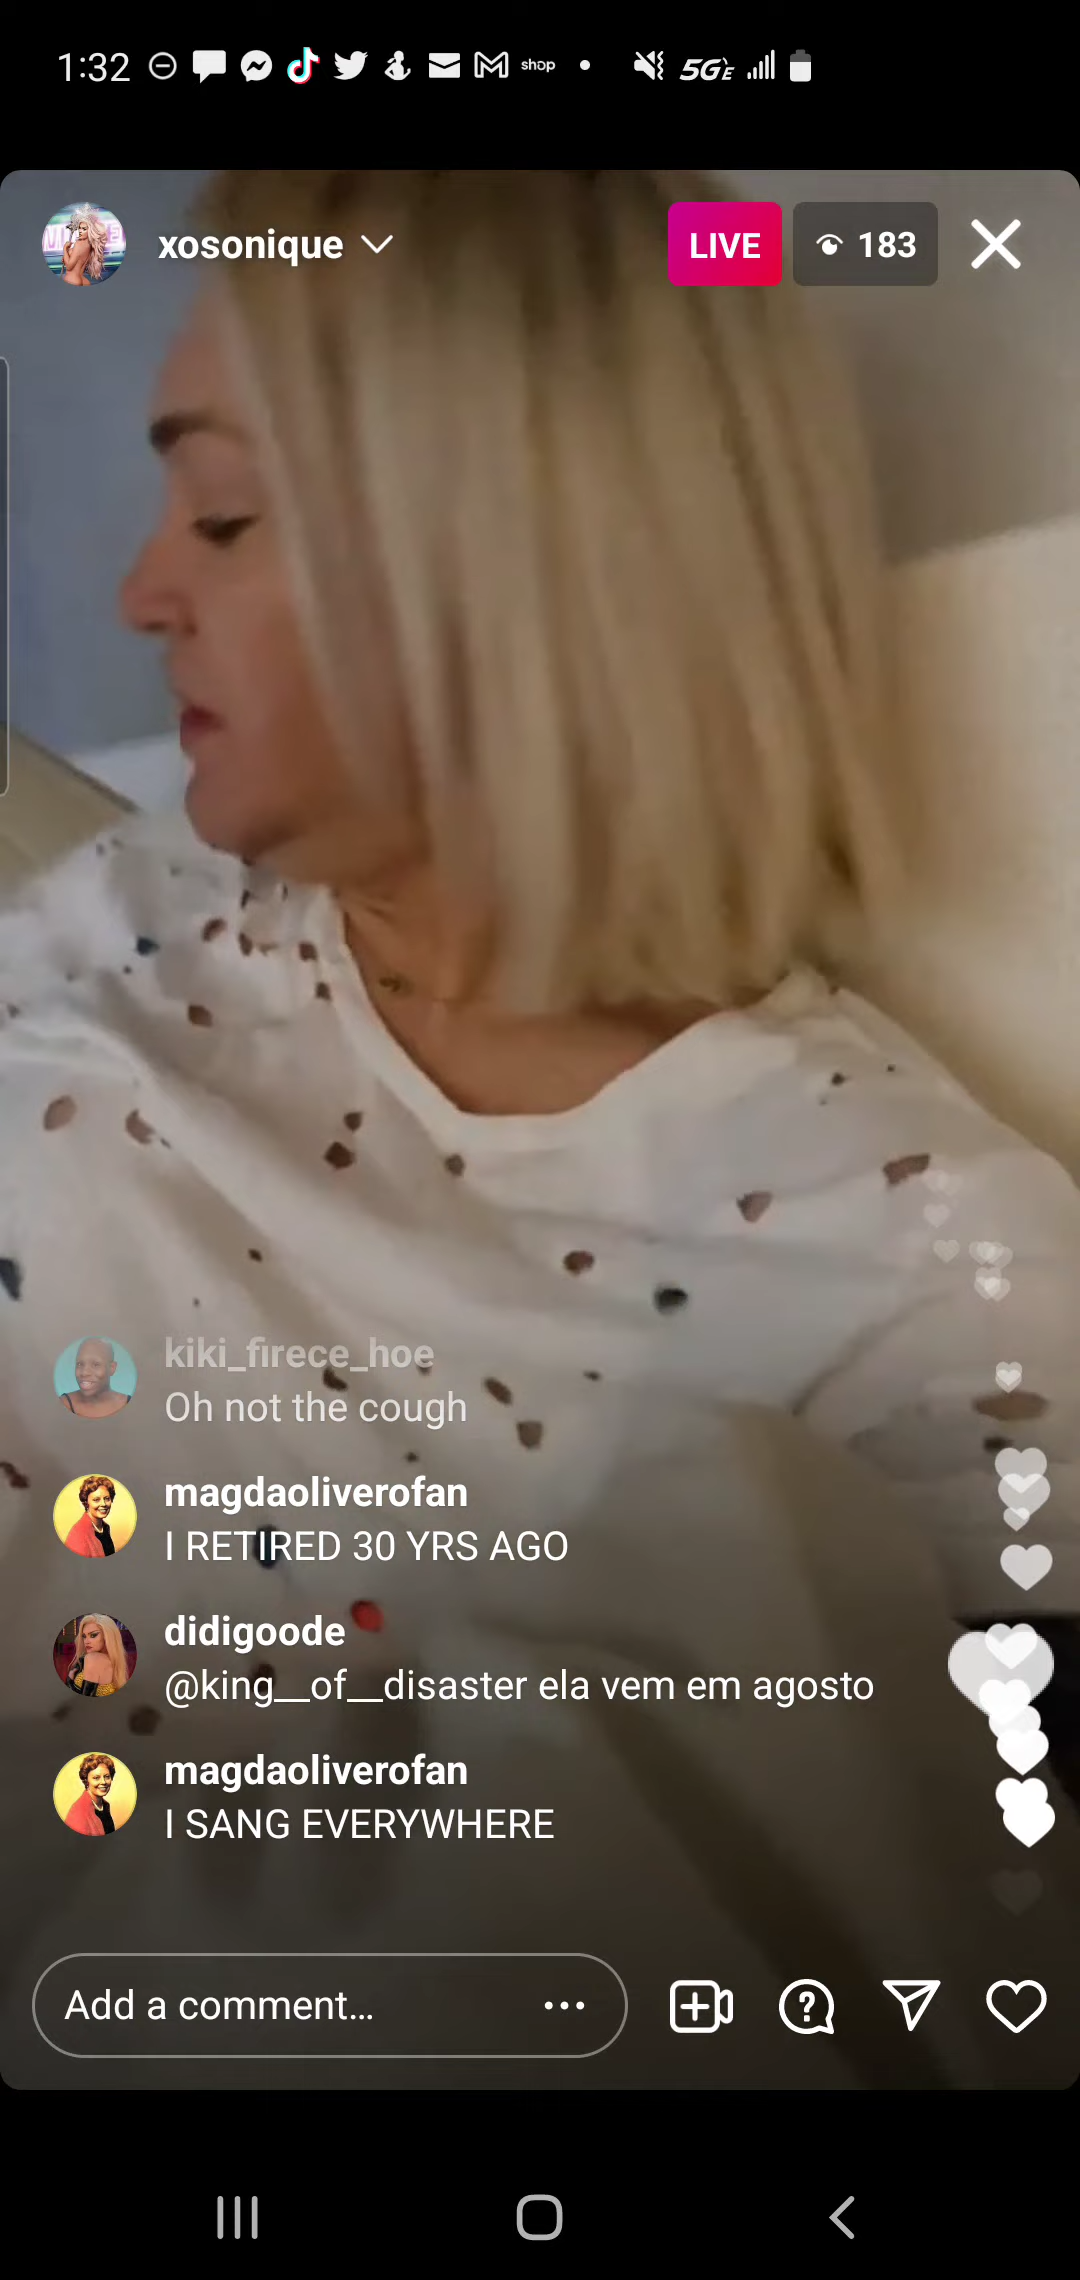 1:32 shop 5GE
xosonique LIVE 183
kiki_firece_hoe
Oh not the cough
magdaoliverofan
I RETIRED 30 YRS AGO
didigoode
@king__of__disaster ela vem em agosto
magdaoliverofan
I SANG EVERYWHERE
Add a comment...